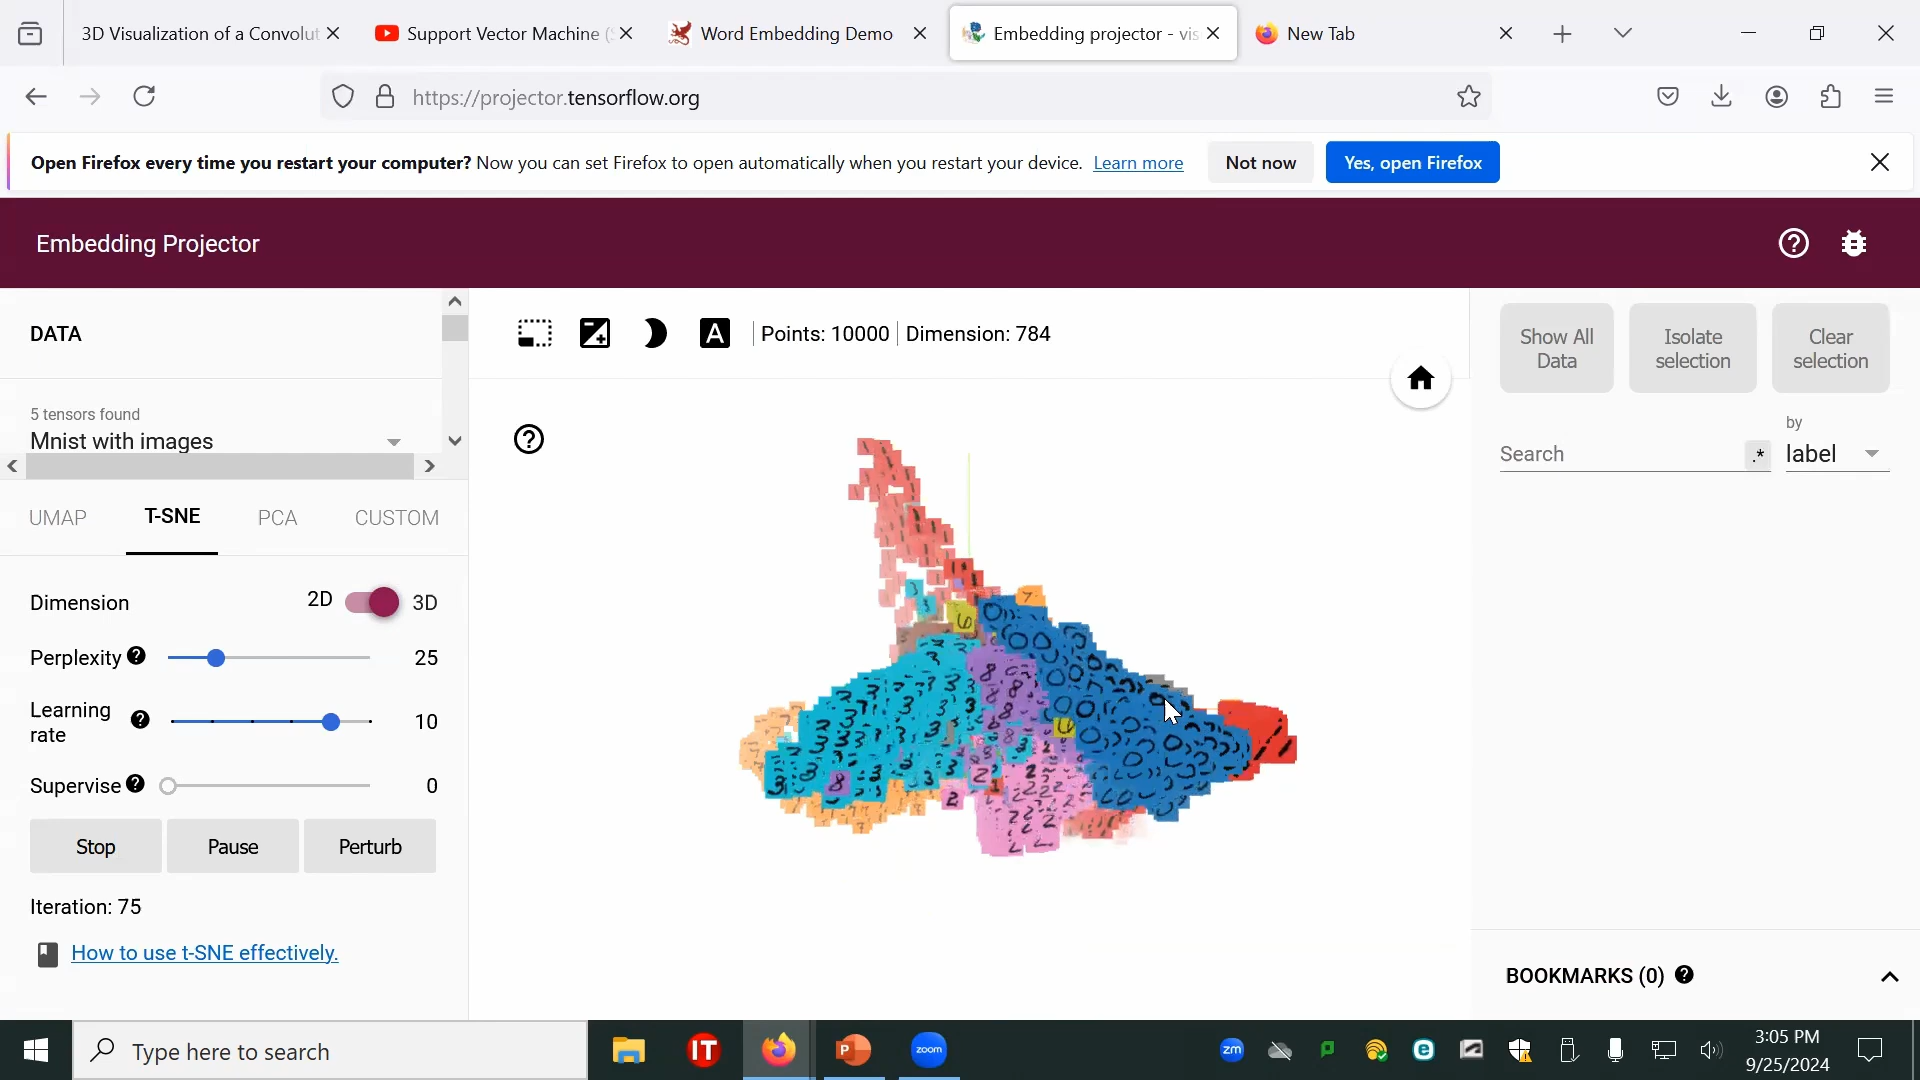 3D Visualization of a Convolut
Support Vector Machine (S
Word Embedding Demo
Embedding projector - vis
New Tab
https://projector.tensorflow.org
Open Firefox every time you restart your computer? Now you can set Firefox to open automatically when you restart your device. Learn more
Not now
Yes, open Firefox
Embedding Projector
DATA
5 tensors found
Mnist with images
UMAP
T-SNE
PCA
CUSTOM
Dimension
2D
3D
Perplexity
25
Learning
rate
10
Supervise
0
Stop
Pause
Perturb
Iteration: 75
How to use t-SNE effectively.
A
Points: 10000
Dimension: 784
Show All
Data
Isolate
selection
Clear
selection
Search
.*
by
label
BOOKMARKS (0)
Type here to search
IT
P
zoom
zm
3:05 PM
9/25/2024